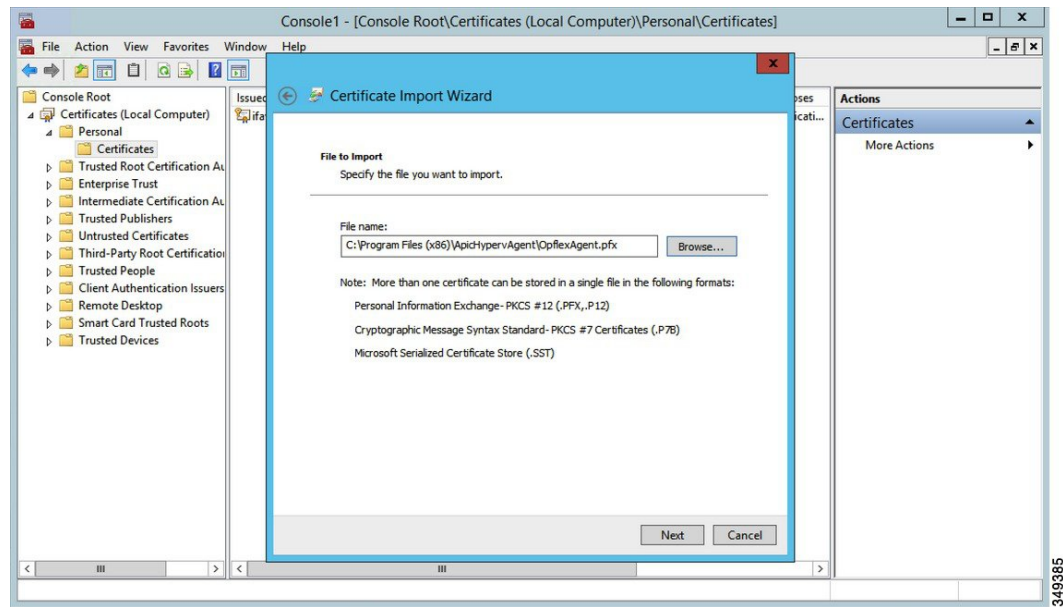 Console1 - [Console Root\Certificates (Local Computer)\Personal\Certificates]
File Action View Favorites Window Help
Console Root
Certificates (Local Computer)
Personal
Certificates
Trusted Root Certification Au
Enterprise Trust
Intermediate Certification Au
Trusted Publishers
Untrusted Certificates
Third-Party Root Certification
Trusted People
Client Authentication Issuers
Remote Desktop
Smart Card Trusted Roots
Trusted Devices
Issued
ifa
Certificate Import Wizard
File to Import
Specify the file you want to import.
File name:
C:\Program Files (x86)\ApicHypervAgent\OpflexAgent.pfx
Browse...
Note: More than one certificate can be stored in a single file in the following formats:
Personal Information Exchange- PKCS #12 (.PFX,.P12)
Cryptographic Message Syntax Standard- PKCS #7 Certificates (.P7B)
Microsoft Serialized Certificate Store (.SST)
Next Cancel
oses
icati...
Actions
Certificates
More Actions
349385